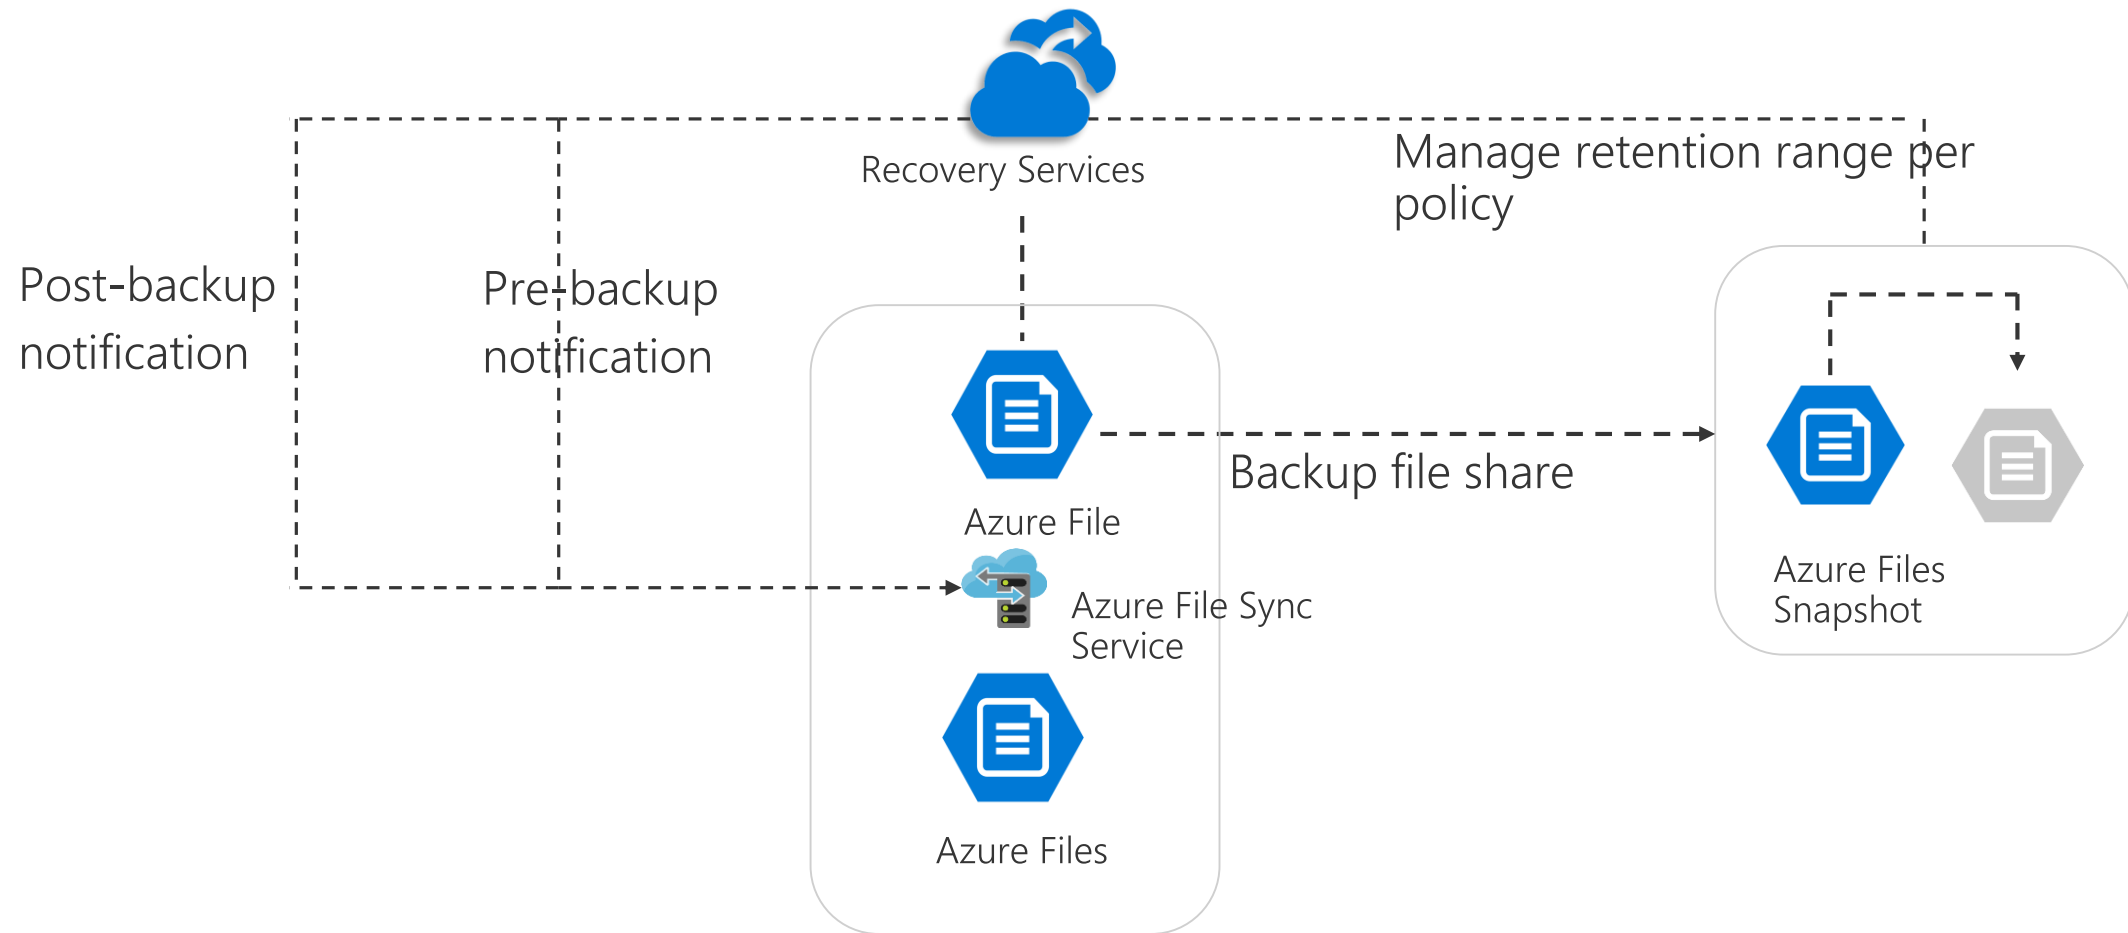 Recovery Services
Manage retention range per
policy
Post-backup
notification
Pre-backup
notification
Backup file share
Azure File
Azure File Sync
Service
Azure Files
Snapshot
Azure Files